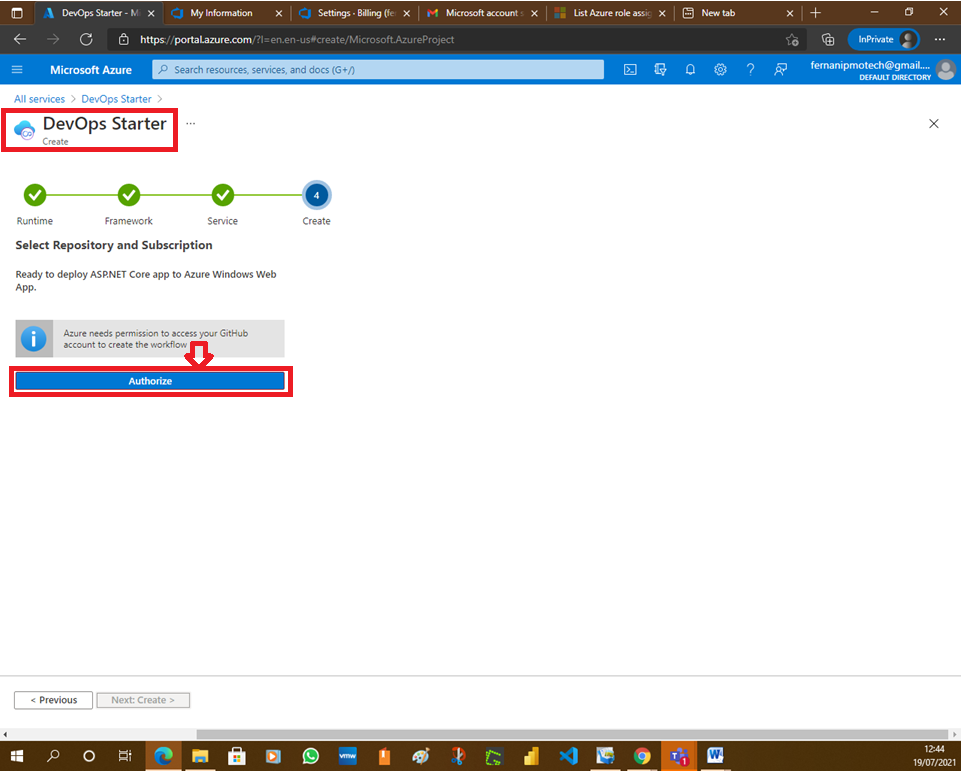 DevOps Starter - Mi
My Information
Settings - Billing (fer
Microsoft account s
List Azure role assig
New tab
https://portal.azure.com/?l=en.en-us#create/Microsoft.AzureProject
InPrivate
Microsoft Azure
Search resources, services, and docs (G+/)
fernanipmotech@gmail....
DEFAULT DIRECTORY
All services > DevOps Starter >
DevOps Starter ...
Create
4
Runtime Framework Service Create
Select Repository and Subscription
Ready to deploy ASP.NET Core app to Azure Windows Web
App.
Azure needs permission to access your GitHub
account to create the workflow
Authorize
< Previous
Next: Create >
vmw
1
12:44
19/07/2021